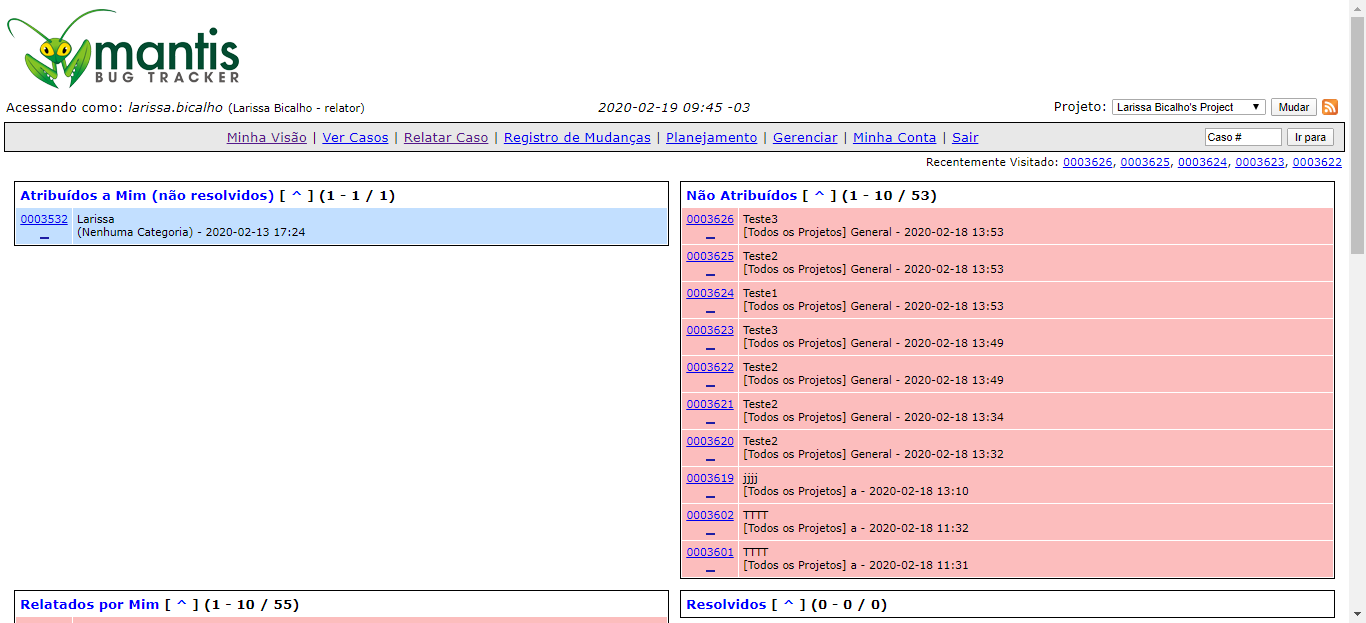 mantis
BUG TRACKER
Acessando como: larissa.bicalho (Larissa Bicalho - relator)
2020-02-19 09:45 -03
Projeto: Larissa Bicalho's Project Mudar
Minha Visão | Ver Casos | Relatar Caso | Registro de Mudanças | Planejamento | Gerenciar | Minha Conta | Sair
Caso # Ir para
Recentemente Visitado: 0003626, 0003625, 0003624, 0003623, 0003622
Atribuídos a Mim (não resolvidos) [ ^ ] (1 - 1 / 1)
0003532 Larissa
(Nenhuma Categoria) - 2020-02-13 17:24
Não Atribuídos [ ^ ] (1 - 10 / 53)
0003626 Teste3
[Todos os Projetos] General - 2020-02-18 13:53
0003625 Teste2
[Todos os Projetos] General - 2020-02-18 13:53
0003624 Teste1
[Todos os Projetos] General - 2020-02-18 13:53
0003623 Teste3
[Todos os Projetos] General - 2020-02-18 13:49
0003622 Teste2
[Todos os Projetos] General - 2020-02-18 13:49
0003621 Teste2
[Todos os Projetos] General - 2020-02-18 13:34
0003620 Teste2
[Todos os Projetos] General - 2020-02-18 13:32
0003619 jjjj
[Todos os Projetos] a - 2020-02-18 13:10
0003602 TTTT
[Todos os Projetos] a - 2020-02-18 11:32
0003601 TTTT
[Todos os Projetos] a - 2020-02-18 11:31
Relatados por Mim [ ^ ] (1 - 10 / 55)
Resolvidos [ ^ ] (0 - 0 / 0)